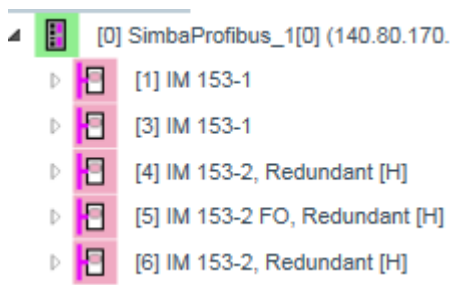 [0] SimbaProfibus_1[0] (140.80.170.
[1] IM 153-1
[3] IM 153-1
[4] IM 153-2, Redundant [H]
[5] IM 153-2 FO, Redundant [H]
[6] IM 153-2, Redundant [H]